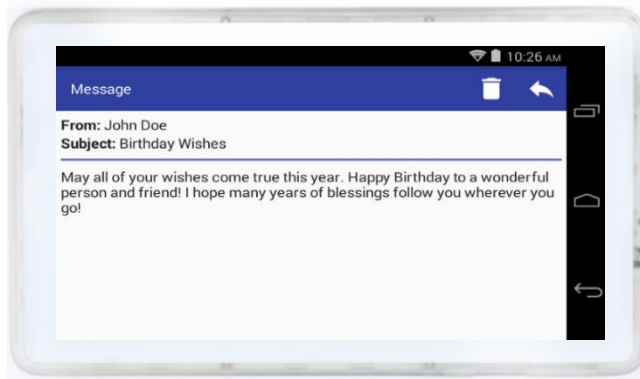 10:26 AM
Message
From: John Doe
Subject: Birthday Wishes
May all of your wishes come true this year. Happy Birthday to a wonderful
person and friend! I hope many years of blessings follow you wherever you
go!